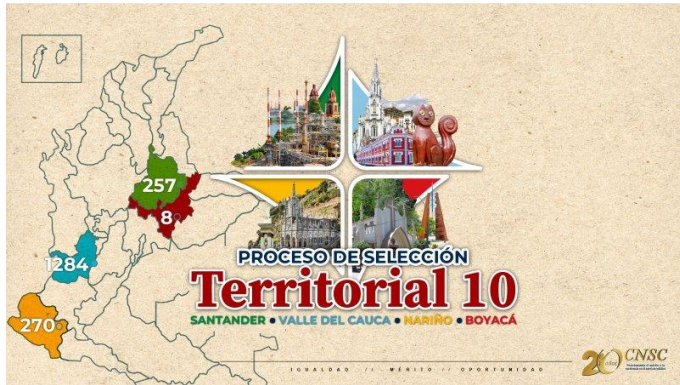 257
8
1284
270
PROCESO DE SELECCIÓN
Territorial 10
SANTANDER • VALLE DEL CAUCA • NARIÑO • BOYACÁ
IGUALDAD // MÉRITO // OPORTUNIDAD
20 años
CNSC